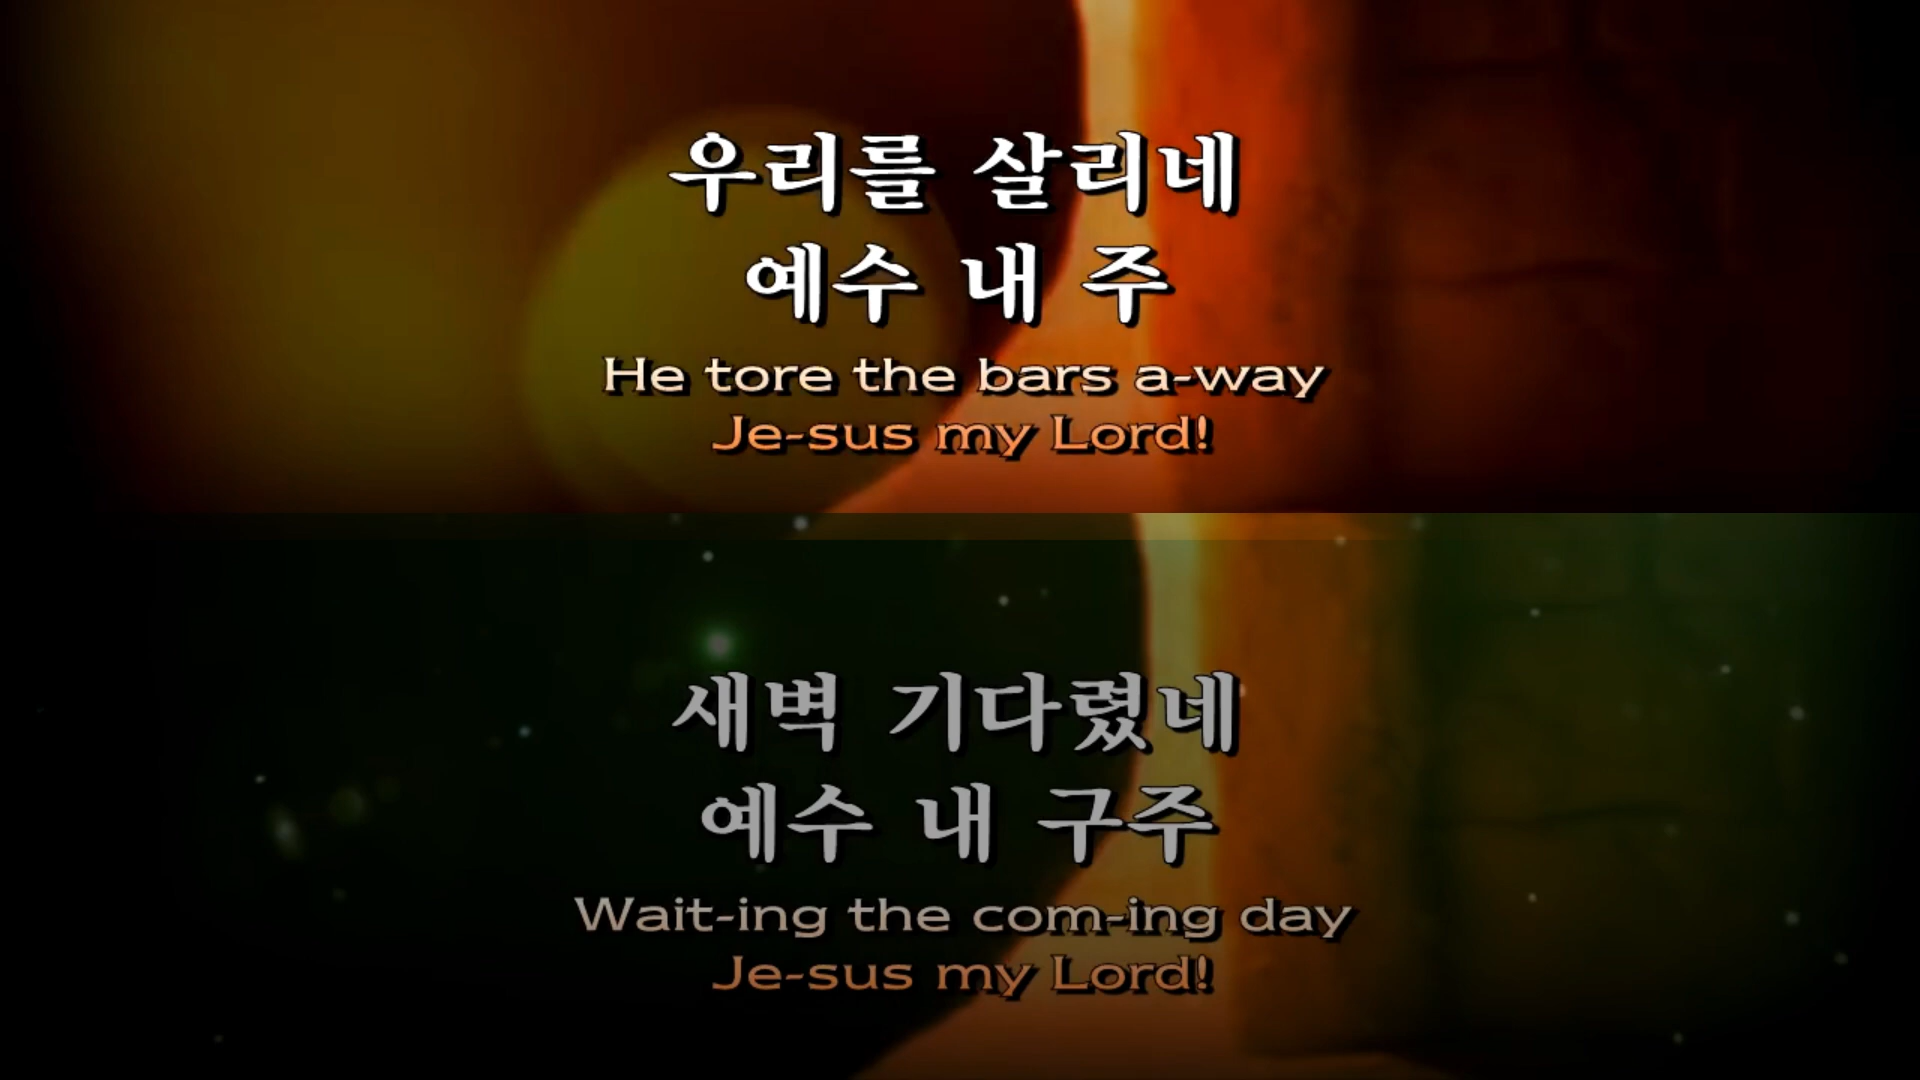 우리를 살리네
예수 내 주
He tore the bars a-way
Je-sus my Lord!
새벽 기다렸네
예수 내 구주
Wait-ing the com-ing day
Je-sus my Lord!